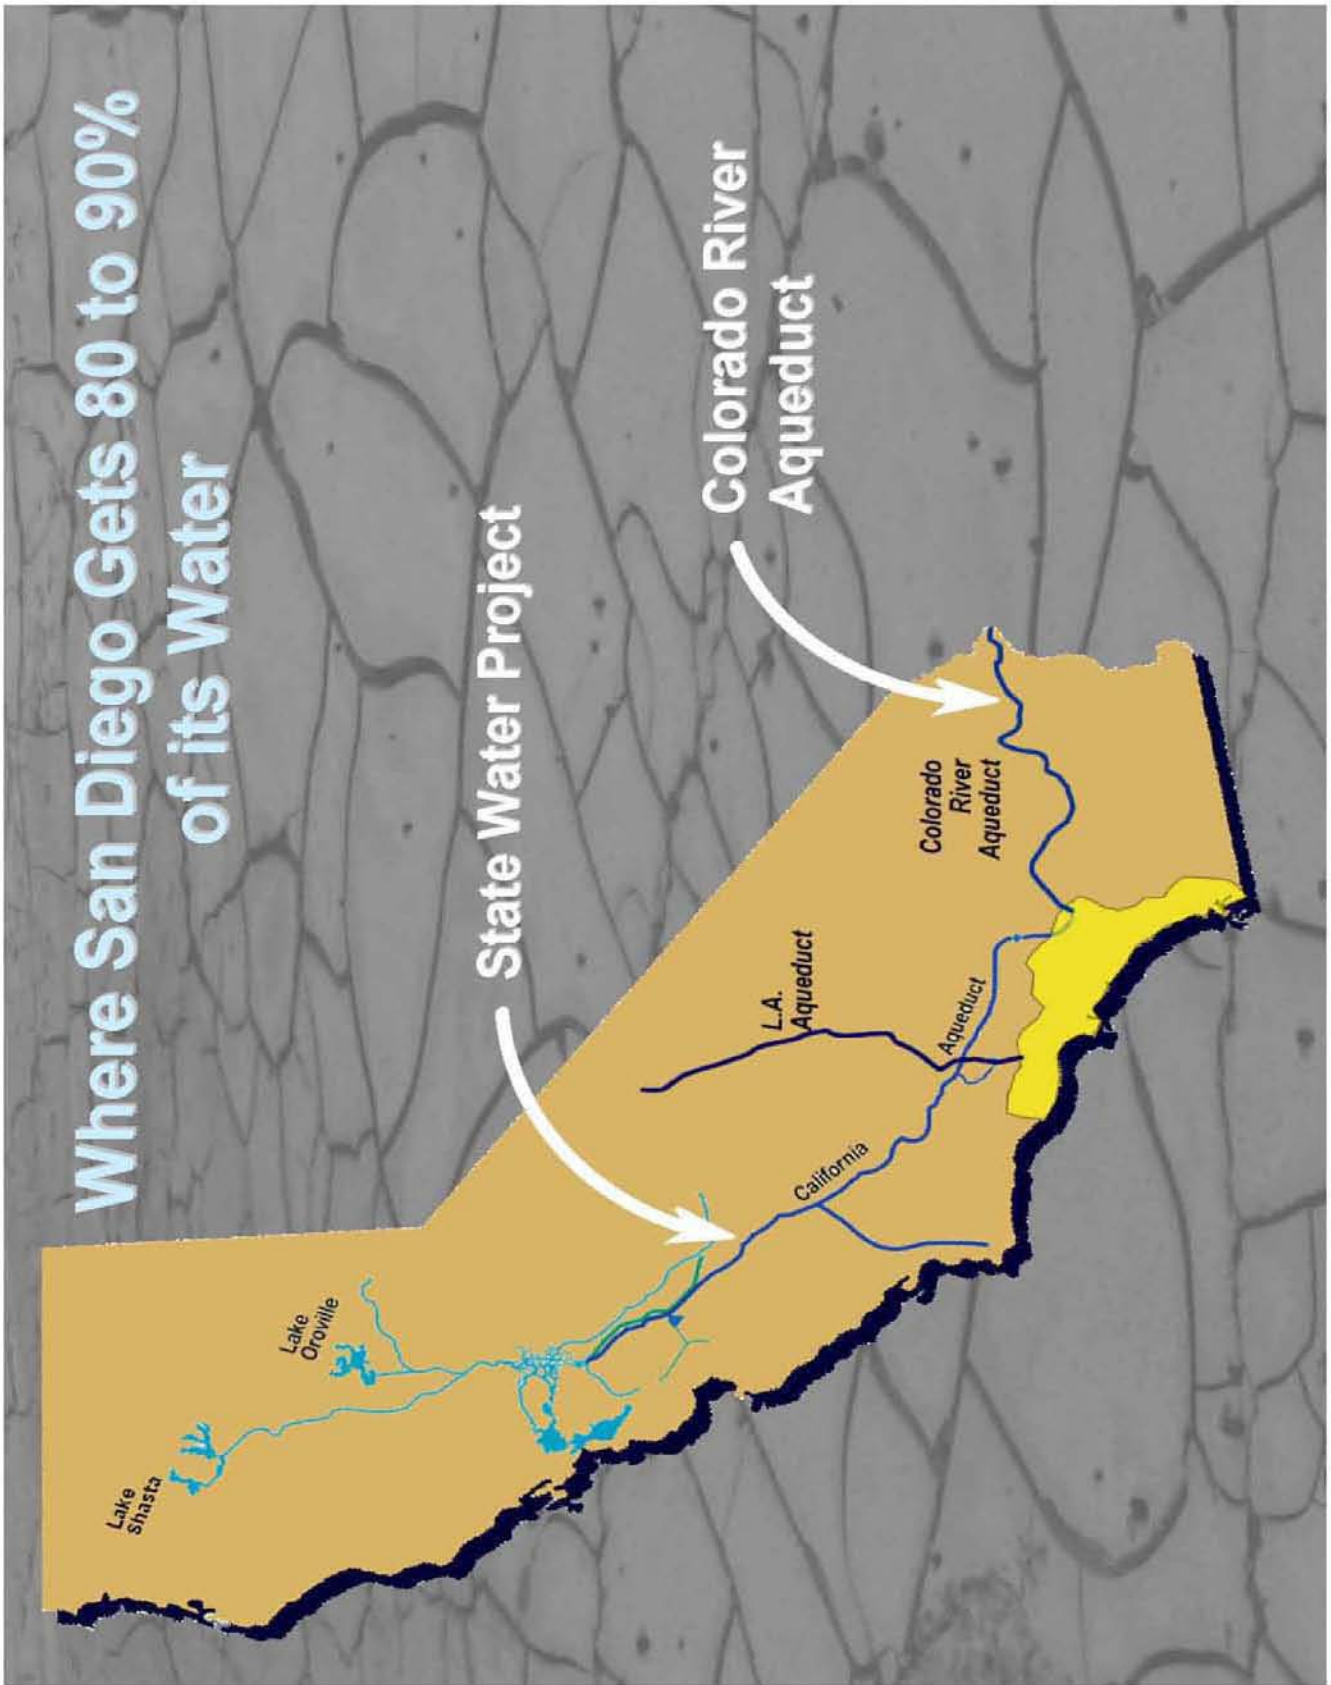 Where San Diego Gets 80 to 90%
of its Water
State Water Project
Colorado River
Aqueduct
Lake
Shasta
Lake
Oroville
California
Aqueduct
L.A.
Aqueduct
Colorado
River
Aqueduct